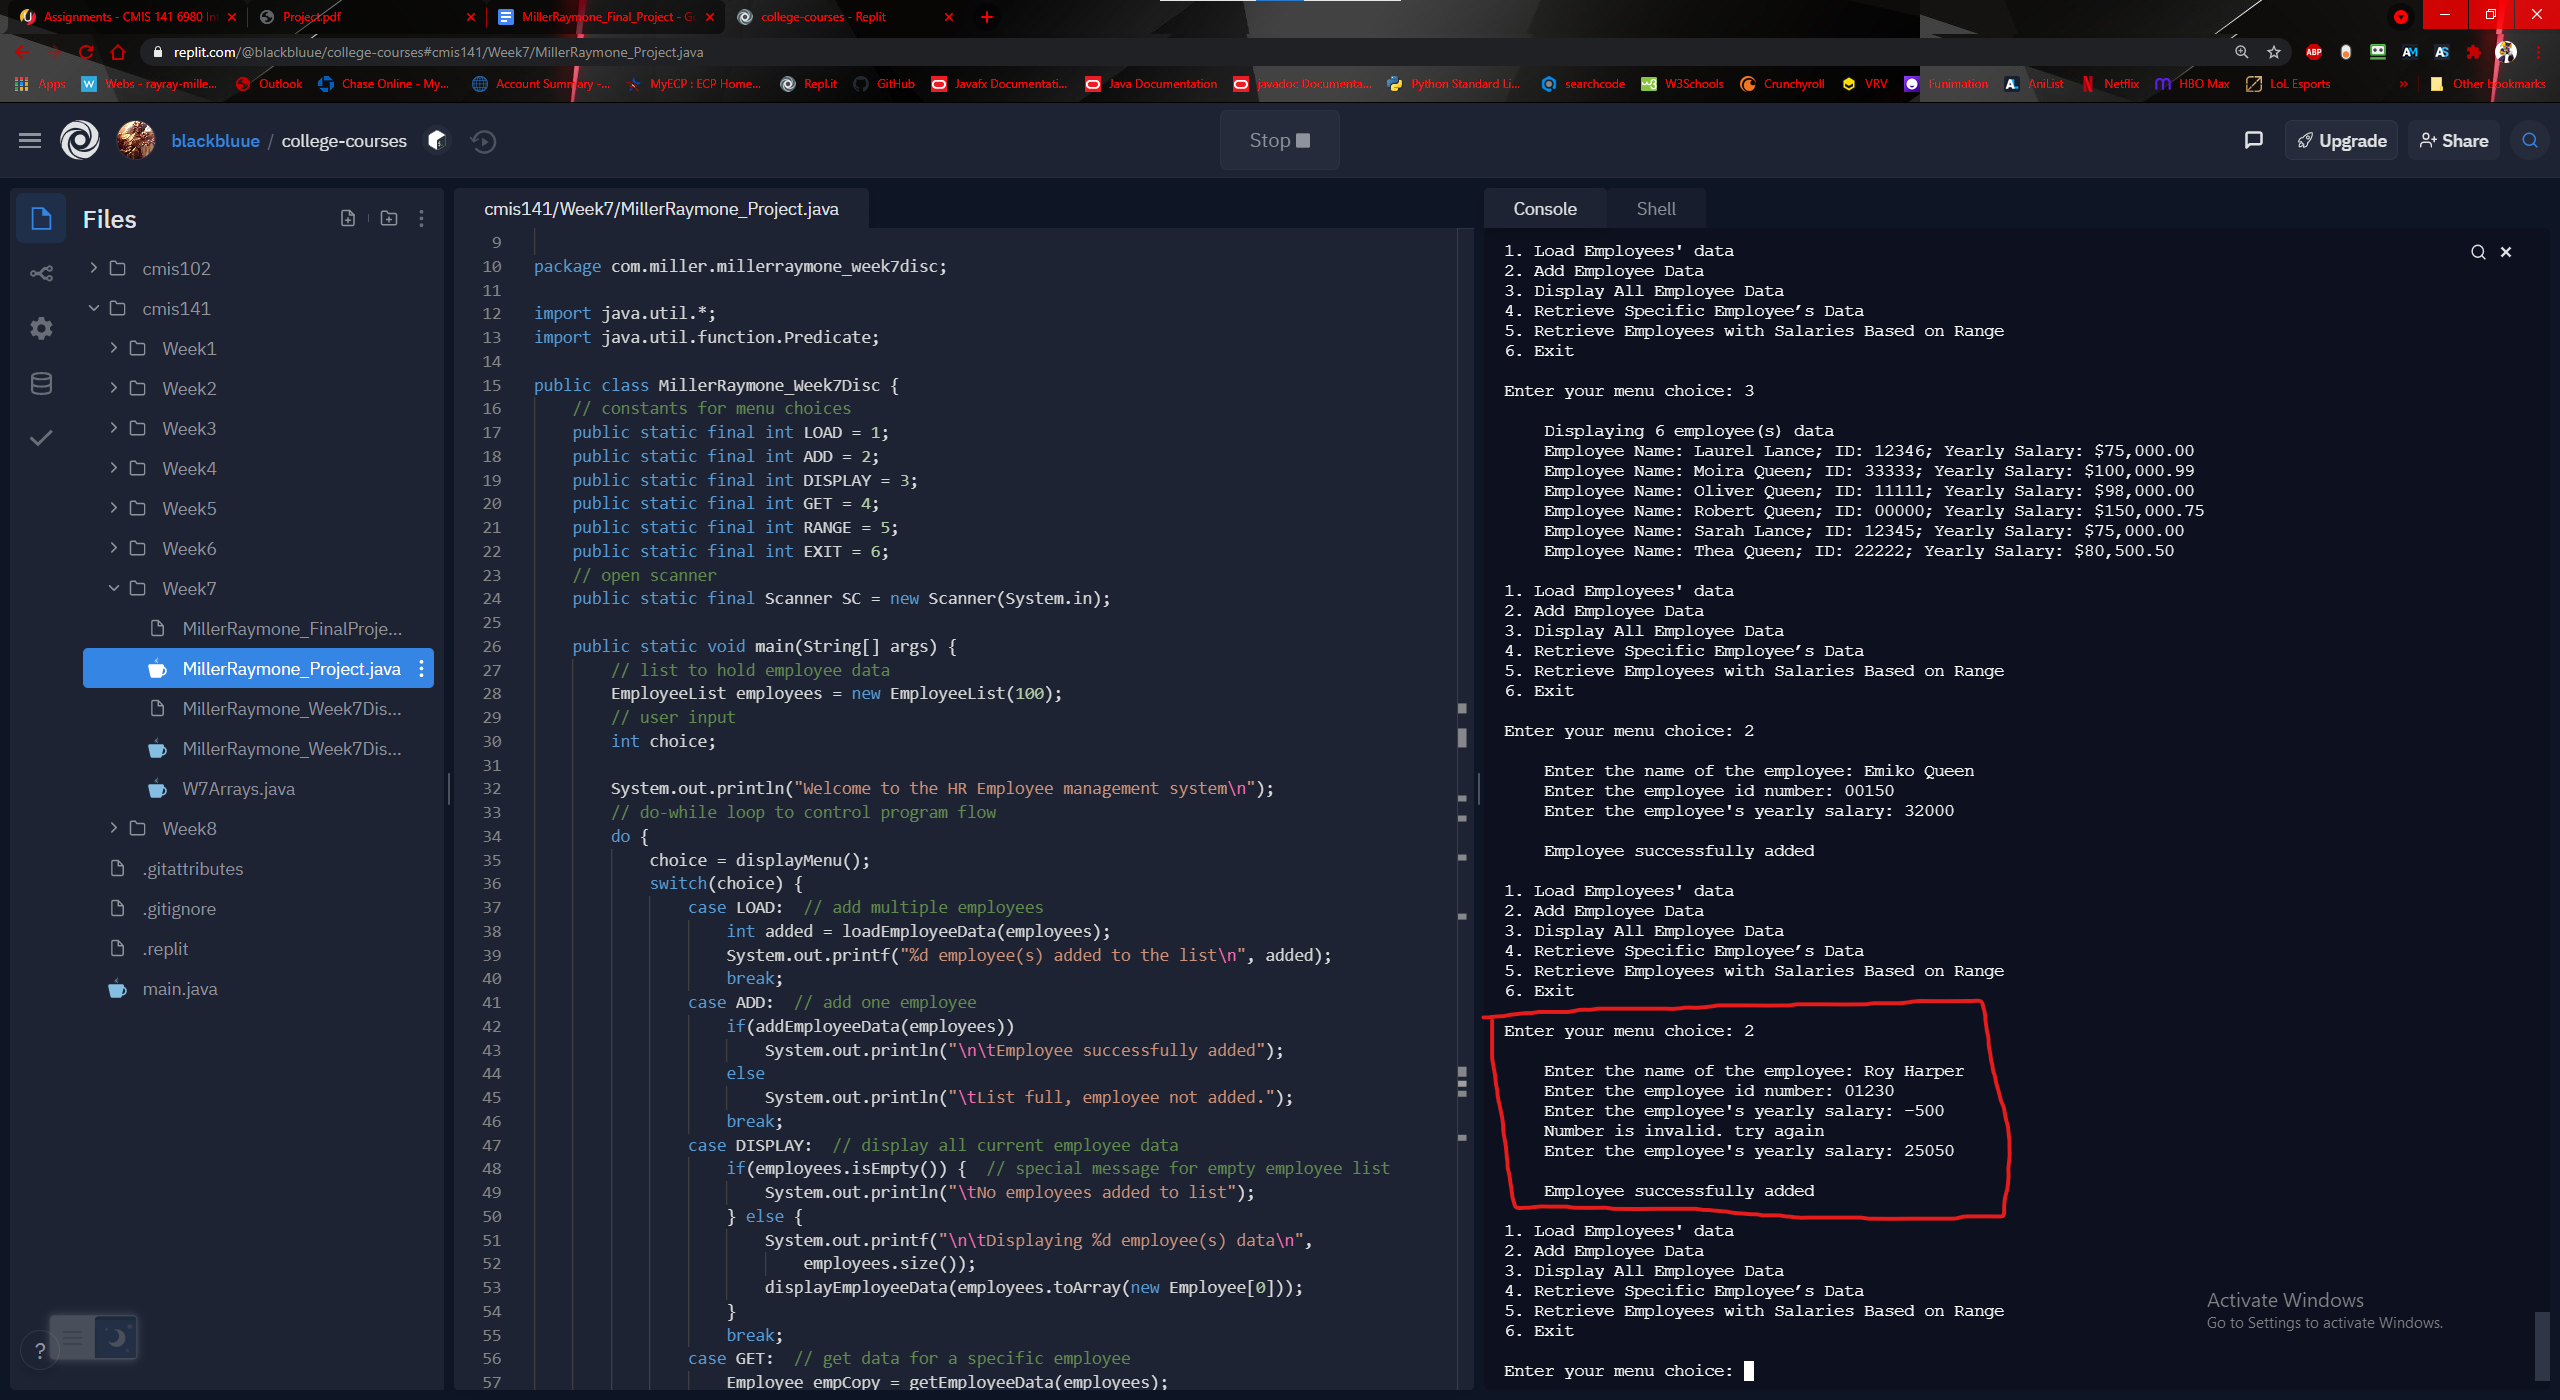 Assignments - CMIS 141 6980 Int
Project.pdf
MillerRaymone_Final_Project - G
college-courses - Replit
replit.com/@blackbluue/college-courses#cmis141/Week7/MillerRaymone_Project.java
Apps
Webs - rayray-mille...
Outlook
Chase Online - My...
Account Summary -...
MyECP : ECP Home...
RepLit
GitHub
Javafx Documentati...
Java Documentation
javadoc Documenta...
Python Standard Li...
searchcode
W3Schools
Crunchyroll
VRV
Funimation
AniList
Netflix
HBO Max
LoL Esports
»
Other bookmarks
blackbluue / college-courses
Stop
Upgrade
Share
Files
cmis102
cmis141
Week1
Week2
Week3
Week4
Week5
Week6
Week7
MillerRaymone_FinalProje...
MillerRaymone_Project.java
MillerRaymone_Week7Dis...
MillerRaymone_Week7Dis...
W7Arrays.java
Week8
.gitattributes
.gitignore
.replit
main.java
?
cmis141/Week7/MillerRaymone_Project.java
9
10 package com.miller.millerraymone_week7disc;
11
12 import java.util.*;
13 import java.util.function.Predicate;
14
15 public class MillerRaymone_Week7Disc {
16 // constants for menu choices
17 public static final int LOAD = 1;
18 public static final int ADD = 2;
19 public static final int DISPLAY = 3;
20 public static final int GET = 4;
21 public static final int RANGE = 5;
22 public static final int EXIT = 6;
23 // open scanner
24 public static final Scanner SC = new Scanner(System.in);
25
26 public static void main(String[] args) {
27 // list to hold employee data
28 EmployeeList employees = new EmployeeList(100);
29 // user input
30 int choice;
31
32 System.out.println("Welcome to the HR Employee management system\n");
33 // do-while loop to control program flow
34 do {
35 choice = displayMenu();
36 switch(choice) {
37 case LOAD: // add multiple employees
38 int added = loadEmployeeData(employees);
39 System.out.printf("%d employee(s) added to the list\n", added);
40 break;
41 case ADD: // add one employee
42 if(addEmployeeData(employees))
43 System.out.println("\n\tEmployee successfully added");
44 else
45 System.out.println("\tList full, employee not added.");
46 break;
47 case DISPLAY: // display all current employee data
48 if(employees.isEmpty()) { // special message for empty employee list
49 System.out.println("\tNo employees added to list");
50 } else {
51 System.out.printf("\n\tDisplaying %d employee(s) data\n",
52 employees.size());
53 displayEmployeeData(employees.toArray(new Employee[0]));
54 }
55 break;
56 case GET: // get data for a specific employee
57 Employee empCopy = getEmployeeData(employees);
Console
Shell
1. Load Employees' data
2. Add Employee Data
3. Display All Employee Data
4. Retrieve Specific Employee’s Data
5. Retrieve Employees with Salaries Based on Range
6. Exit
Enter your menu choice: 3
Displaying 6 employee(s) data
Employee Name: Laurel Lance; ID: 12346; Yearly Salary: $75,000.00
Employee Name: Moira Queen; ID: 33333; Yearly Salary: $100,000.99
Employee Name: Oliver Queen; ID: 11111; Yearly Salary: $98,000.00
Employee Name: Robert Queen; ID: 00000; Yearly Salary: $150,000.75
Employee Name: Sarah Lance; ID: 12345; Yearly Salary: $75,000.00
Employee Name: Thea Queen; ID: 22222; Yearly Salary: $80,500.50
1. Load Employees' data
2. Add Employee Data
3. Display All Employee Data
4. Retrieve Specific Employee’s Data
5. Retrieve Employees with Salaries Based on Range
6. Exit
Enter your menu choice: 2
Enter the name of the employee: Emiko Queen
Enter the employee id number: 00150
Enter the employee's yearly salary: 32000
Employee successfully added
1. Load Employees' data
2. Add Employee Data
3. Display All Employee Data
4. Retrieve Specific Employee’s Data
5. Retrieve Employees with Salaries Based on Range
6. Exit
Enter your menu choice: 2
Enter the name of the employee: Roy Harper
Enter the employee id number: 01230
Enter the employee's yearly salary: -500
Number is invalid. try again
Enter the employee's yearly salary: 25050
Employee successfully added
1. Load Employees' data
2. Add Employee Data
3. Display All Employee Data
4. Retrieve Specific Employee’s Data
5. Retrieve Employees with Salaries Based on Range
6. Exit
Enter your menu choice:
Activate Windows
Go to Settings to activate Windows.